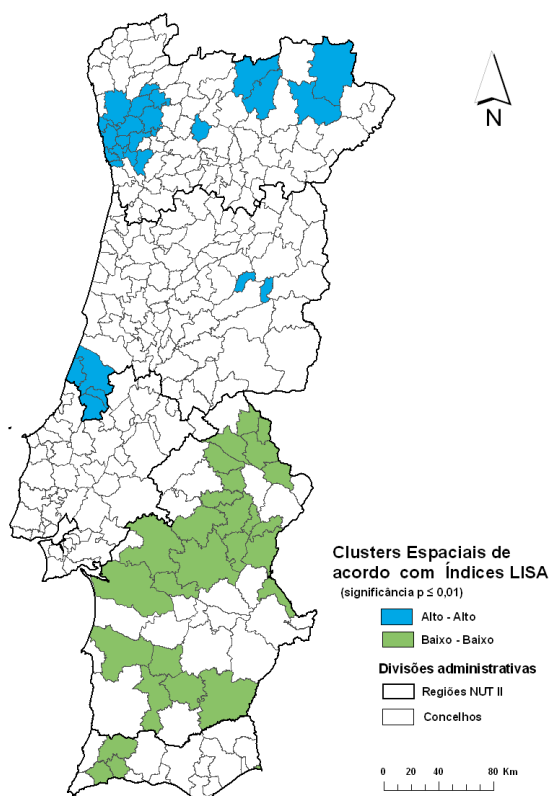 N
Clusters Espaciais de
acordo com Índices LISA
(significância p ≤ 0,01)
Alto - Alto
Baixo - Baixo
Divisões administrativas
Regiões NUT II
Concelhos
0 20 40 80 Km